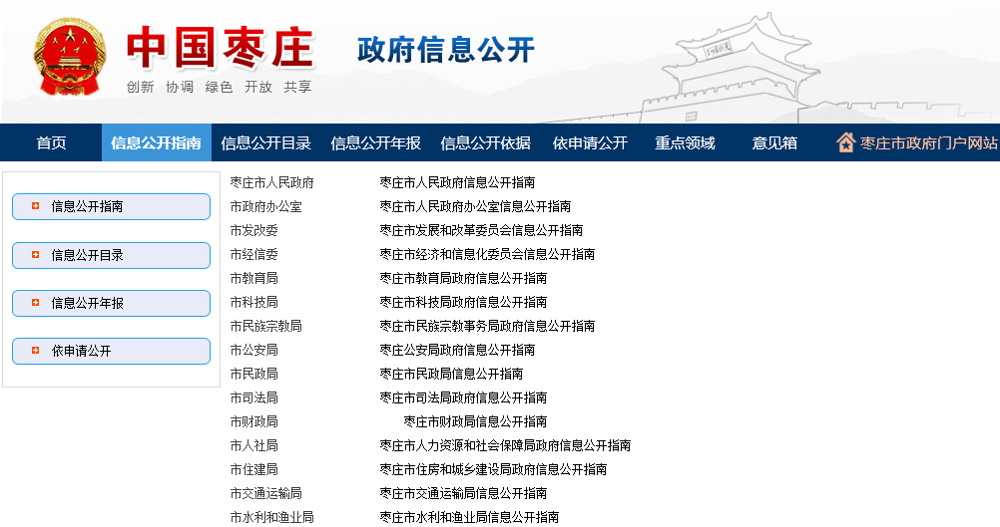 中国枣庄
政府信息公开
创新 协调 绿色 开放 共享
首页 信息公开指南 信息公开目录 信息公开年报 信息公开依据 依申请公开 重点领域 意见箱 枣庄市政府门户网站
信息公开指南
信息公开目录
信息公开年报
依申请公开
枣庄市人民政府 枣庄市人民政府信息公开指南
市政府办公室 枣庄市人民政府办公室信息公开指南
市发改委 枣庄市发展和改革委员会信息公开指南
市经信委 枣庄市经济和信息化委员会信息公开指南
市教育局 枣庄市教育局政府信息公开指南
市科技局 枣庄市科技局政府信息公开指南
市民族宗教局 枣庄市民族宗教事务局政府信息公开指南
市公安局 枣庄公安局政府信息公开指南
市民政局 枣庄市民政局信息公开指南
市司法局 枣庄市司法局政府信息公开指南
市财政局 枣庄市财政局信息公开指南
市人社局 枣庄市人力资源和社会保障局政府信息公开指南
市住建局 枣庄市住房和城乡建设局政府信息公开指南
市交通运输局 枣庄市交通运输局信息公开指南
市水利和渔业局 枣庄市水利和渔业局信息公开指南